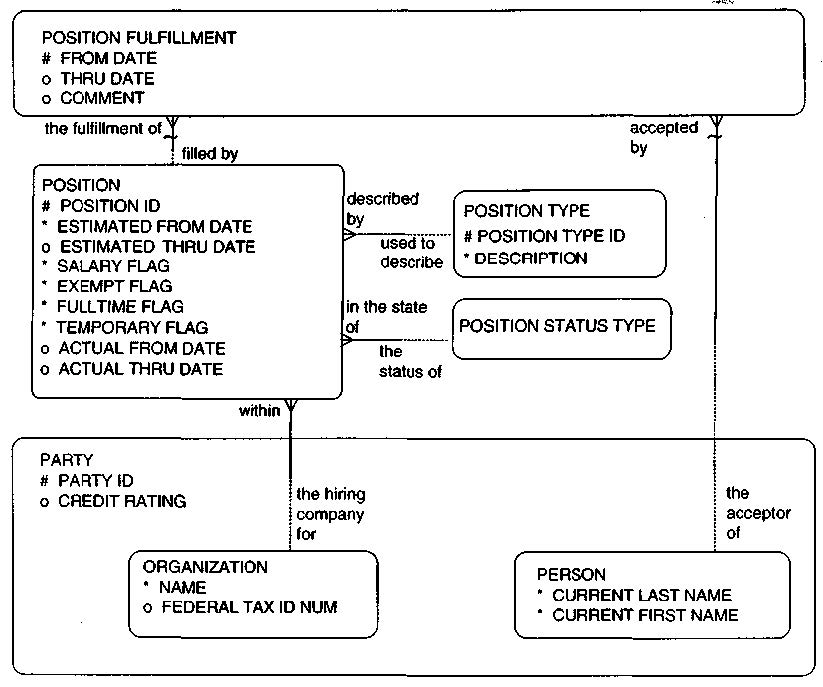 POSITION FULFILLMENT
# FROM DATE
o THRU DATE
o COMMENT
the fulfillment of
filled by
accepted
by
POSITION
# POSITION ID
* ESTIMATED FROM DATE
o ESTIMATED THRU DATE
* SALARY FLAG
* EXEMPT FLAG
* FULLTIME FLAG
* TEMPORARY FLAG
o ACTUAL FROM DATE
o ACTUAL THRU DATE
described
by
used to
describe
POSITION TYPE
# POSITION TYPE ID
* DESCRIPTION
in the state
of
the
status of
POSITION STATUS TYPE
within
PARTY
# PARTY ID
o CREDIT RATING
the hiring
company
for
the
acceptor
of
ORGANIZATION
* NAME
o FEDERAL TAX ID NUM
PERSON
* CURRENT LAST NAME
* CURRENT FIRST NAME